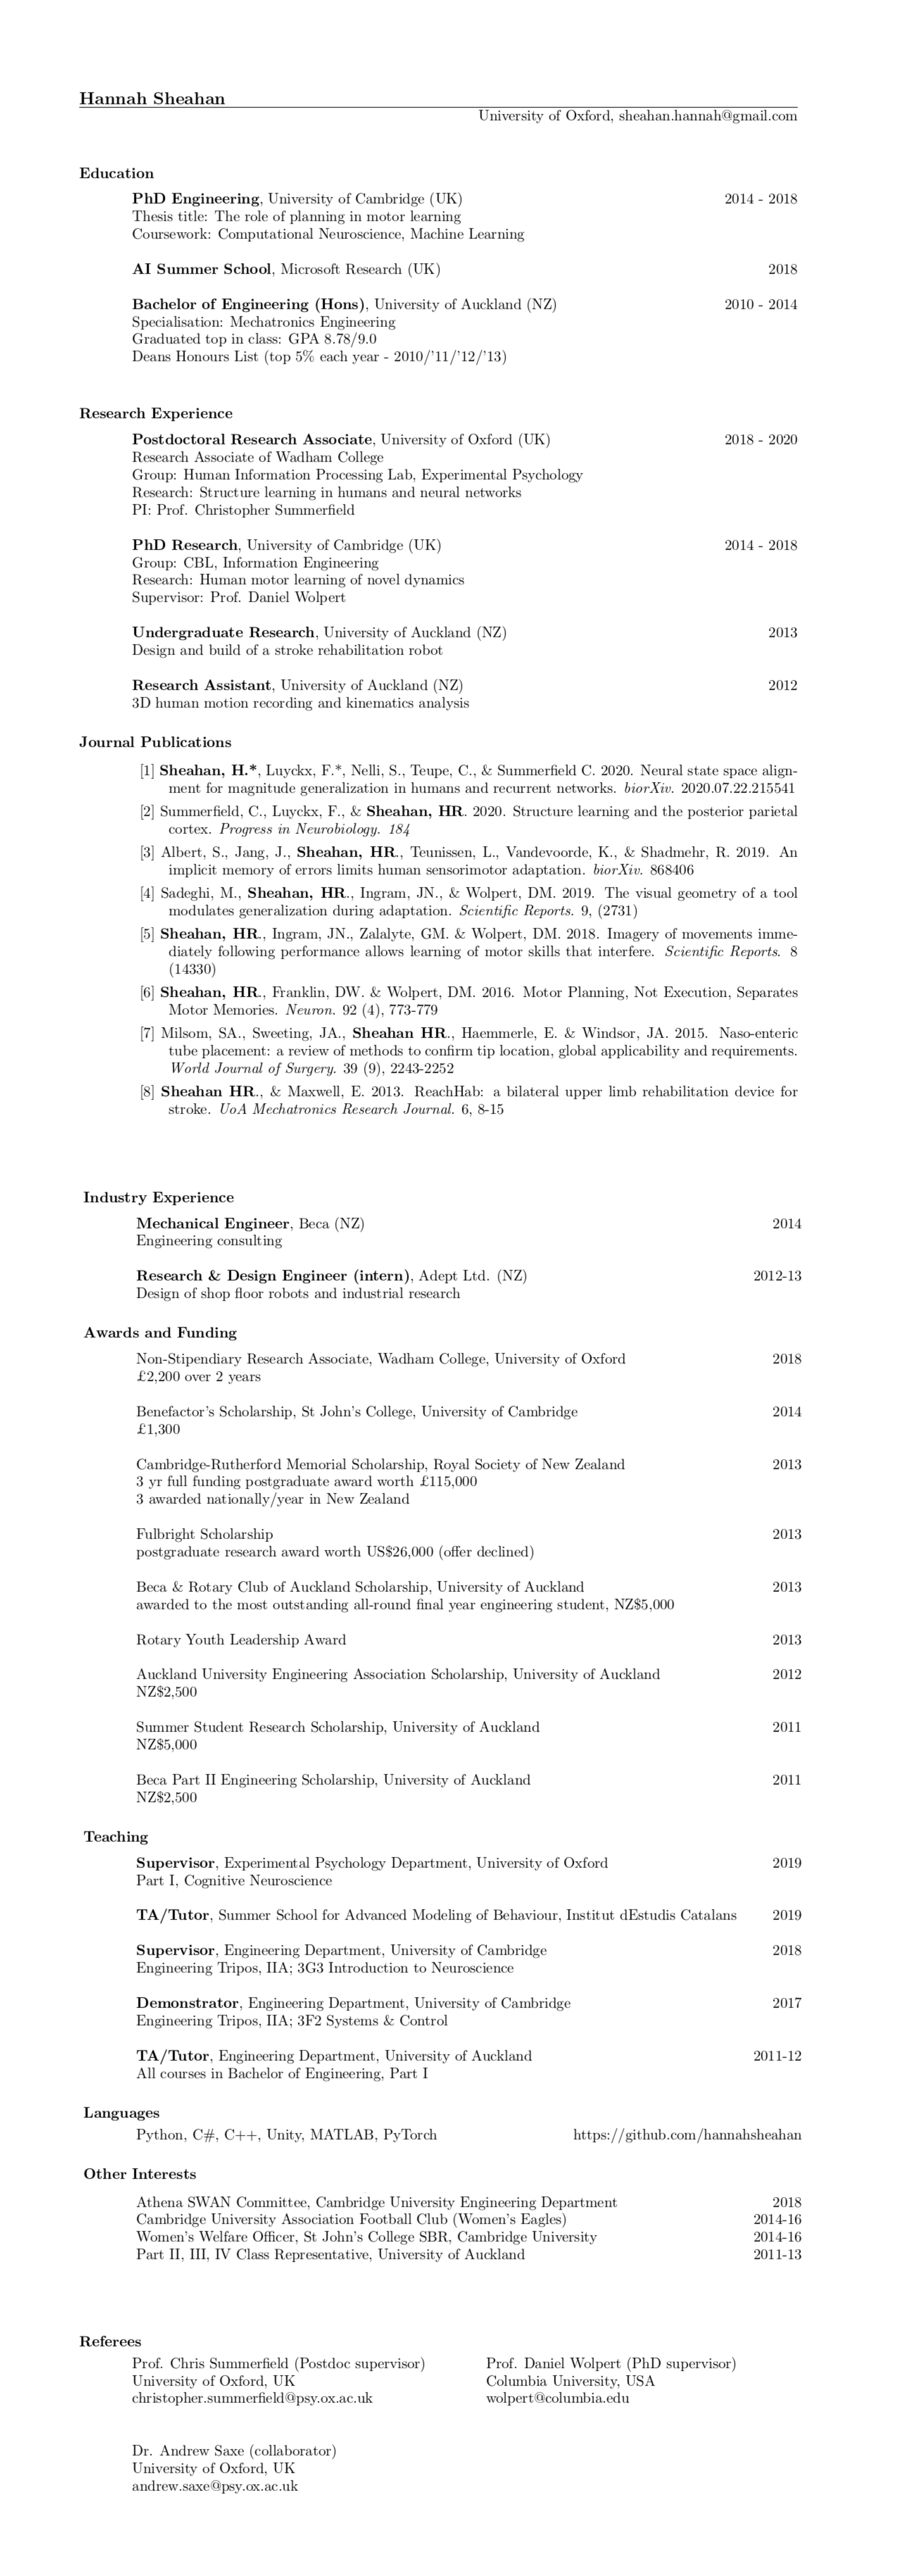 Hannah Sheahan
University of Oxford, sheahan.hannah@gmail.com
Education
PhD Engineering, University of Cambridge (UK) 2014 - 2018
Thesis title: The role of planning in motor learning
Coursework: Computational Neuroscience, Machine Learning
AI Summer School, Microsoft Research (UK) 2018
Bachelor of Engineering (Hons), University of Auckland (NZ) 2010 - 2014
Specialisation: Mechatronics Engineering
Graduated top in class: GPA 8.78/9.0
Deans Honours List (top 5% each year - 2010/'11/'12/'13)
Research Experience
Postdoctoral Research Associate, University of Oxford (UK) 2018 - 2020
Research Associate of Wadham College
Group: Human Information Processing Lab, Experimental Psychology
Research: Structure learning in humans and neural networks
PI: Prof. Christopher Summerfield
PhD Research, University of Cambridge (UK) 2014 - 2018
Group: CBL, Information Engineering
Research: Human motor learning of novel dynamics
Supervisor: Prof. Daniel Wolpert
Undergraduate Research, University of Auckland (NZ) 2013
Design and build of a stroke rehabilitation robot
Research Assistant, University of Auckland (NZ) 2012
3D human motion recording and kinematics analysis
Journal Publications
[1] Sheahan, H.*, Luyckx, F.*, Nelli, S., Teupe, C., & Summerfield C. 2020. Neural state space align-
ment for magnitude generalization in humans and recurrent networks. biorXiv. 2020.07.22.215541
[2] Summerfield, C., Luyckx, F., & Sheahan, HR. 2020. Structure learning and the posterior parietal
cortex. Progress in Neurobiology. 184
[3] Albert, S., Jang, J., Sheahan, HR., Teunissen, L., Vandevoorde, K., & Shadmehr, R. 2019. An
implicit memory of errors limits human sensorimotor adaptation. biorXiv. 868406
[4] Sadeghi, M., Sheahan, HR., Ingram, JN., & Wolpert, DM. 2019. The visual geometry of a tool
modulates generalization during adaptation. Scientific Reports. 9, (2731)
[5] Sheahan, HR., Ingram, JN., Zalalyte, GM. & Wolpert, DM. 2018. Imagery of movements imme-
diately following performance allows learning of motor skills that interfere. Scientific Reports. 8
(14330)
[6] Sheahan, HR., Franklin, DW. & Wolpert, DM. 2016. Motor Planning, Not Execution, Separates
Motor Memories. Neuron. 92 (4), 773-779
[7] Milsom, SA., Sweeting, JA., Sheahan HR., Haemmerle, E. & Windsor, JA. 2015. Naso-enteric
tube placement: a review of methods to confirm tip location, global applicability and requirements.
World Journal of Surgery. 39 (9), 2243-2252
[8] Sheahan HR., & Maxwell, E. 2013. ReachHab: a bilateral upper limb rehabilitation device for
stroke. UoA Mechatronics Research Journal. 6, 8-15
Industry Experience
Mechanical Engineer, Beca (NZ) 2014
Engineering consulting
Research & Design Engineer (intern), Adept Ltd. (NZ) 2012-13
Design of shop floor robots and industrial research
Awards and Funding
Non-Stipendiary Research Associate, Wadham College, University of Oxford 2018
£2,200 over 2 years
Benefactor's Scholarship, St John's College, University of Cambridge 2014
£1,300
Cambridge-Rutherford Memorial Scholarship, Royal Society of New Zealand 2013
3 yr full funding postgraduate award worth £115,000
3 awarded nationally/year in New Zealand
Fulbright Scholarship 2013
postgraduate research award worth US$26,000 (offer declined)
Beca & Rotary Club of Auckland Scholarship, University of Auckland 2013
awarded to the most outstanding all-round final year engineering student, NZ$5,000
Rotary Youth Leadership Award 2013
Auckland University Engineering Association Scholarship, University of Auckland 2012
NZ$2,500
Summer Student Research Scholarship, University of Auckland 2011
NZ$5,000
Beca Part II Engineering Scholarship, University of Auckland 2011
NZ$2,500
Teaching
Supervisor, Experimental Psychology Department, University of Oxford 2019
Part I, Cognitive Neuroscience
TA/Tutor, Summer School for Advanced Modeling of Behaviour, Institut dEstudis Catalans 2019
Supervisor, Engineering Department, University of Cambridge 2018
Engineering Tripos, IIA; 3G3 Introduction to Neuroscience
Demonstrator, Engineering Department, University of Cambridge 2017
Engineering Tripos, IIA; 3F2 Systems & Control
TA/Tutor, Engineering Department, University of Auckland 2011-12
All courses in Bachelor of Engineering, Part I
Languages
Python, C#, C++, Unity, MATLAB, PyTorch https://github.com/hannahsheahan
Other Interests
Athena SWAN Committee, Cambridge University Engineering Department 2018
Cambridge University Association Football Club (Women's Eagles) 2014-16
Women's Welfare Officer, St John's College SBR, Cambridge University 2014-16
Part II, III, IV Class Representative, University of Auckland 2011-13
Referees
Prof. Chris Summerfield (Postdoc supervisor) Prof. Daniel Wolpert (PhD supervisor)
University of Oxford, UK Columbia University, USA
christopher.summerfield@psy.ox.ac.uk wolpert@columbia.edu
Dr. Andrew Saxe (collaborator)
University of Oxford, UK
andrew.saxe@psy.ox.ac.uk